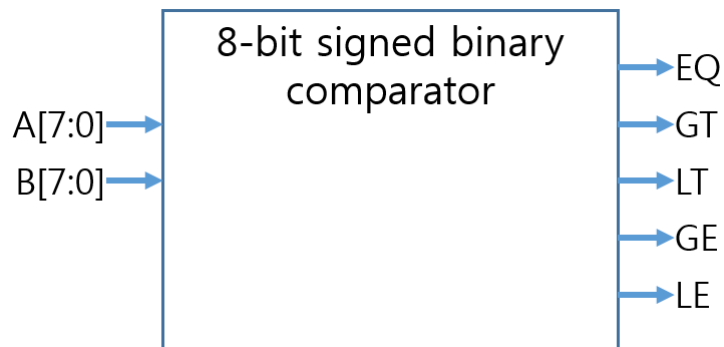 8-bit signed binary
comparator
A[7:0]
B[7:0]
EQ
GT
LT
GE
LE